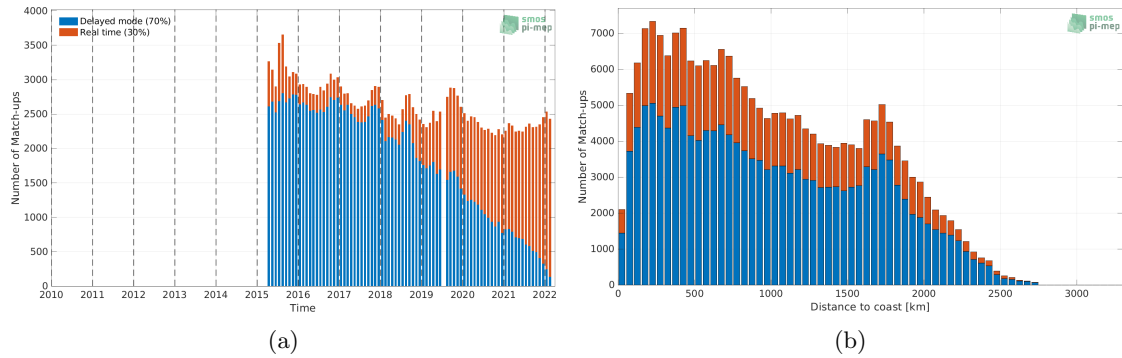 4000
3500
3000
2500
2000
1500
1000
500
0
Number of Match-ups
Delayed mode (70%)
Real time (30%)
smos
pi-mep
2010 2011 2012 2013 2014 2015 2016 2017 2018 2019 2020 2021 2022
Time
(a)
7000
6000
5000
4000
3000
2000
1000
0
Number of Match-ups
smos
pi-mep
0 500 1000 1500 2000 2500 3000
Distance to coast [km]
(b)